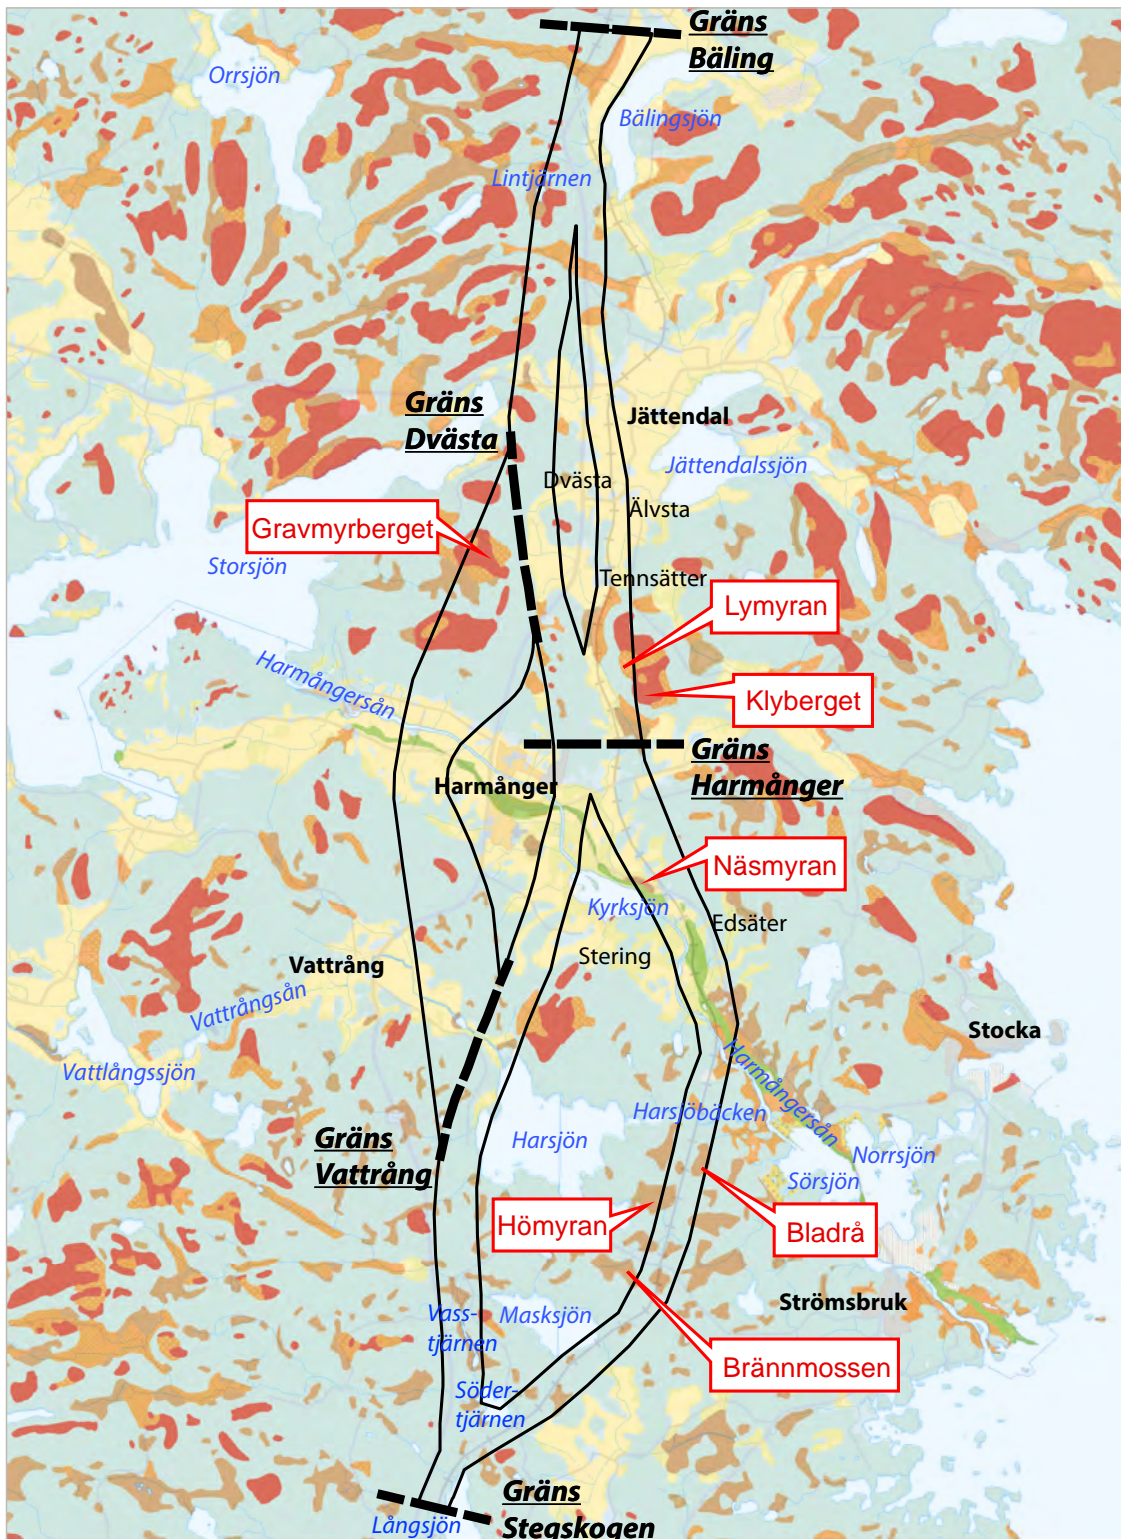 Gräns
Bäling
Orrsjön
Bälingsjön
Lintjärnen
Gräns
Dvästa
Jättendal
Jättendalssjön
Dvästa
Älvsta
Gravmyrberget
Storsjön
Tennsätter
Lymyran
Harmångersån
Klyberget
Gräns
Harmånger
Harmånger
Näsmyran
Kyrksjön
Edsäter
Stering
Vattrång
Vattrångsån
Stocka
Vattlångssjön
Harmångersån
Harsjöbäcken
Gräns
Vattrång
Harsjön
Norrsjön
Sörsjön
Hömyran
Bladrå
Strömsbruk
Vass-
tjärnen
Masksjön
Brännmossen
Söder-
tjärnen
Gräns
Stegskogen
Långsjön